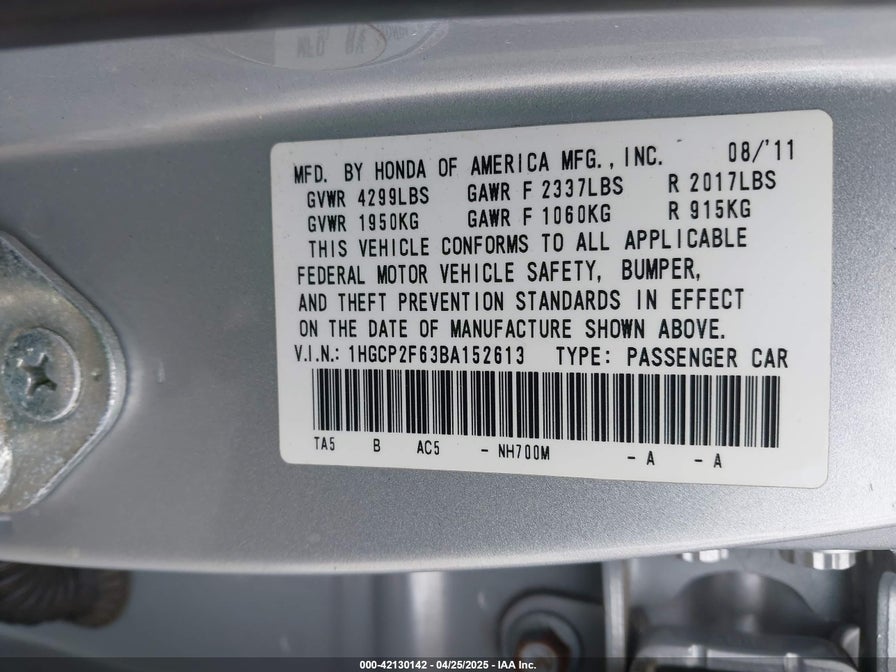 MFD. BY HONDA OF AMERICA MFG., INC. 08/'11
GVWR 4299LBS GAWR F 2337LBS R 2017LBS
GVWR 1950KG GAWR F 1060KG R 915KG
THIS VEHICLE CONFORMS TO ALL APPLICABLE
FEDERAL MOTOR VEHICLE SAFETY, BUMPER,
AND THEFT PREVENTION STANDARDS IN EFFECT
ON THE DATE OF MANUFACTURE SHOWN ABOVE.
V.I.N.: 1HGCP2F63BA152613 TYPE: PASSENGER CAR
TA5 B AC5 - NH700M - A - A
000-42130142 - 04/25/2025 - IAA Inc.